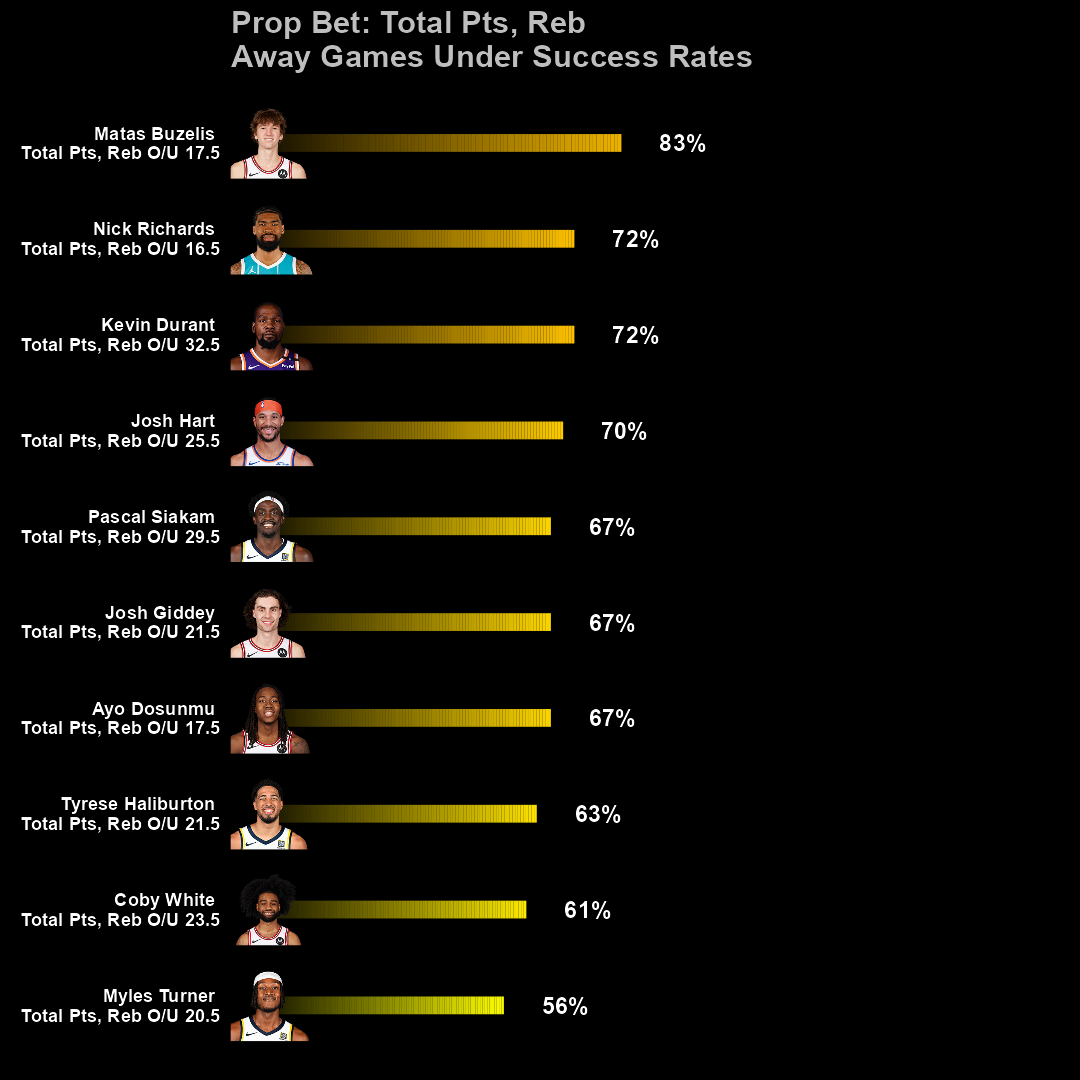 Prop Bet: Total Pts, Reb
Away Games Under Success Rates
Matas Buzelis
Total Pts, Reb O/U 17.5
83%
Nick Richards
Total Pts, Reb O/U 16.5
72%
Kevin Durant
Total Pts, Reb O/U 32.5
72%
Josh Hart
Total Pts, Reb O/U 25.5
70%
Pascal Siakam
Total Pts, Reb O/U 29.5
67%
Josh Giddey
Total Pts, Reb O/U 21.5
67%
Ayo Dosunmu
Total Pts, Reb O/U 17.5
67%
Tyrese Haliburton
Total Pts, Reb O/U 21.5
63%
Coby White
Total Pts, Reb O/U 23.5
61%
Myles Turner
Total Pts, Reb O/U 20.5
56%